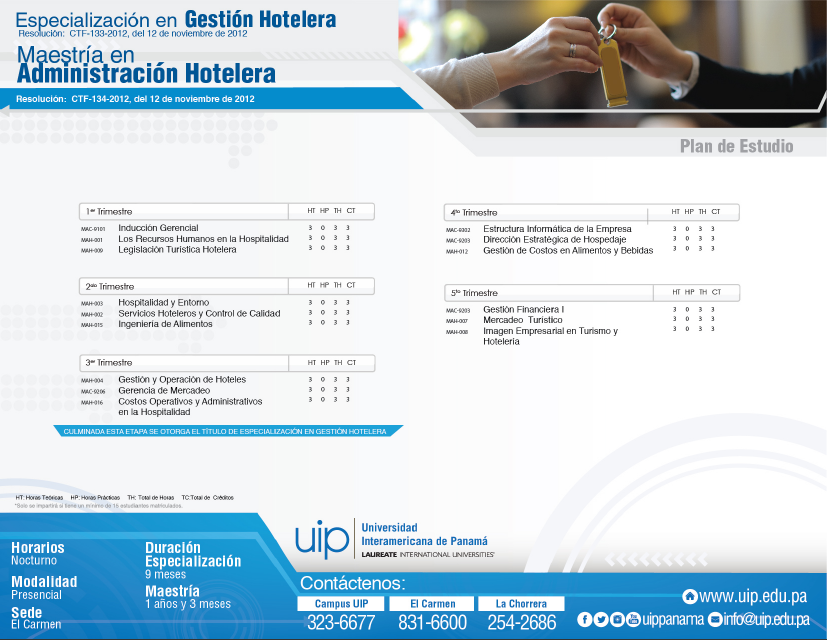 Especialización en Gestión Hotelera
Resolución: CTF-133-2012, del 12 de noviembre de 2012
Maestría en
Administración Hotelera
Resolución: CTF-134-2012, del 12 de noviembre de 2012
Plan de Estudio
1er Trimestre HT HP TH CT
MAC-9101 Inducción Gerencial 3 0 3 3
MAH-001 Los Recursos Humanos en la Hospitalidad 3 0 3 3
MAH-009 Legislación Turística Hotelera 3 0 3 3
2do Trimestre HT HP TH CT
MAH-003 Hospitalidad y Entorno 3 0 3 3
MAH-002 Servicios Hoteleros y Control de Calidad 3 0 3 3
MAH-015 Ingeniería de Alimentos 3 0 3 3
3er Trimestre HT HP TH CT
MAH-004 Gestión y Operación de Hoteles 3 0 3 3
MAC-9206 Gerencia de Mercadeo 3 0 3 3
MAH-016 Costos Operativos y Administrativos 3 0 3 3
en la Hospitalidad
CULMINADA ESTA ETAPA SE OTORGA EL TÍTULO DE ESPECIALIZACIÓN EN GESTIÓN HOTELERA
4to Trimestre HT HP TH CT
MAC-9302 Estructura Informática de la Empresa 3 0 3 3
MAC-9203 Dirección Estratégica de Hospedaje 3 0 3 3
MAH-012 Gestión de Costos en Alimentos y Bebidas 3 0 3 3
5to Trimestre HT HP TH CT
MAC-9203 Gestión Financiera I 3 0 3 3
MAH-007 Mercadeo Turístico 3 0 3 3
MAH-008 Imagen Empresarial en Turismo y 3 0 3 3
Hotelería
HT: Horas Teóricas HP: Horas Prácticas TH: Total de Horas TC:Total de Créditos
*Solo se impartirá si tiene un mínimo de 15 estudiantes matriculados.
Horarios
Nocturno
Modalidad
Presencial
Sede
El Carmen
Duración
Especialización
9 meses
Maestría
1 años y 3 meses
uip
Universidad
Interamericana de Panamá
LAUREATE INTERNATIONAL UNIVERSITIES®
Contáctenos:
Campus UIP
323-6677
El Carmen
831-6600
La Chorrera
254-2686
www.uip.edu.pa
uippanama info@uip.edu.pa